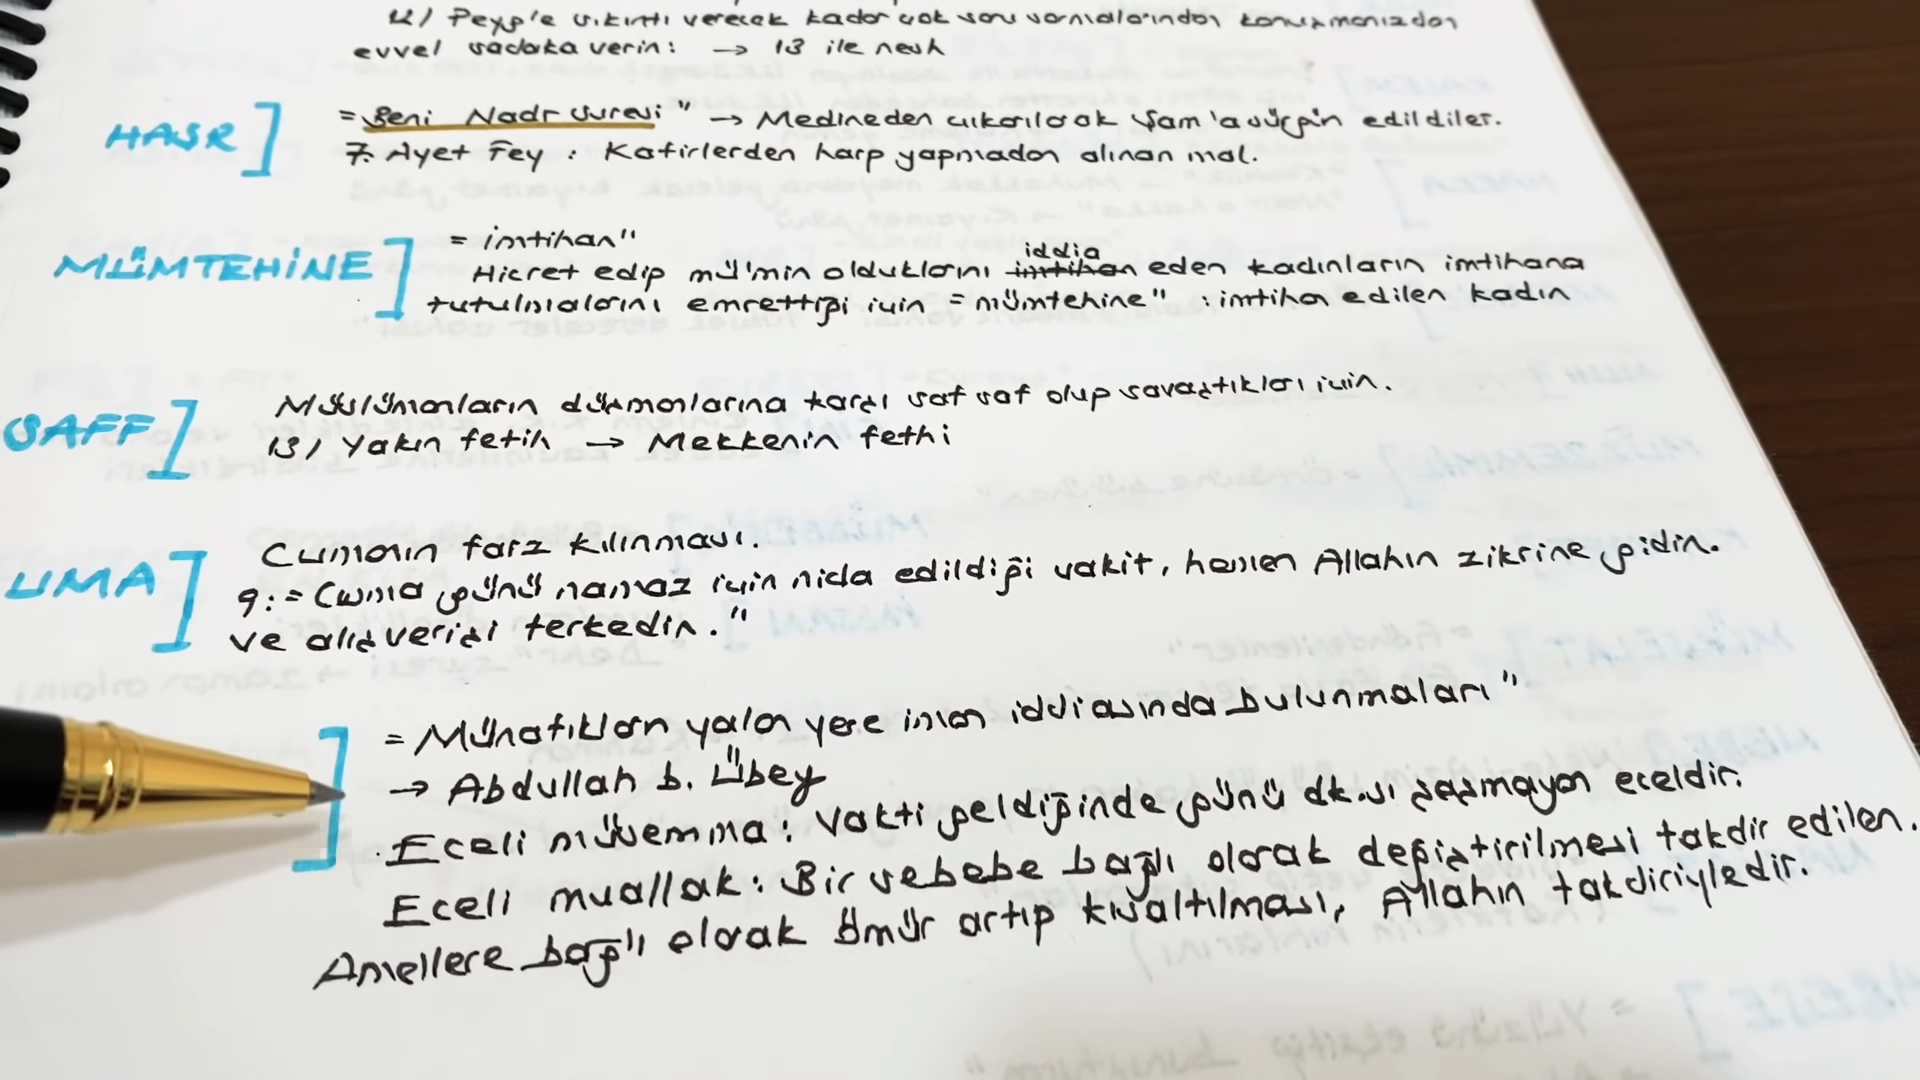 12/ Peyg'e sıkıntı verecek kadar çok soru sormalarından konuşmanızdan
evvel sadaka verin: → 13 ile nesh
HAŞR] = Beni Nadr suresi" → Medineden çıkarılarak Şam'a sürgün edildiler.
7. Ayet Fey : Kafirlerden harp yapmadan alınan mal.
MÜMTEHİNE] = imtihan"
iddia
Hicret edip mü'min olduklarını imtihan eden kadınların imtihana
tutulmalarını emrettiği için = mümtehine" : imtihan edilen kadın
SAFF] Müslümanların düşmanlarına karşı saf saf olup savaştıkları için.
13/ Yakın fetih → Mekkenin fethi
UMA] Cumanın farz kılınması.
9: = Cuma günü namaz için nida edildiği vakit, hemen Allahın zikrine gidin.
ve alışverişi terkedin."
] = Münafıkların yalan yere iman iddiasında bulunmaları"
→ Abdullah b. Übey
Eceli müsemma: Vakti geldiğinde günü şaşmayan eceldir.
Eceli muallak: Bir sebebe bağlı olarak değiştirilmesi takdir edilen.
Amellere bağlı olarak ömür artıp kısaltılması, Allahın takdiriyledir.